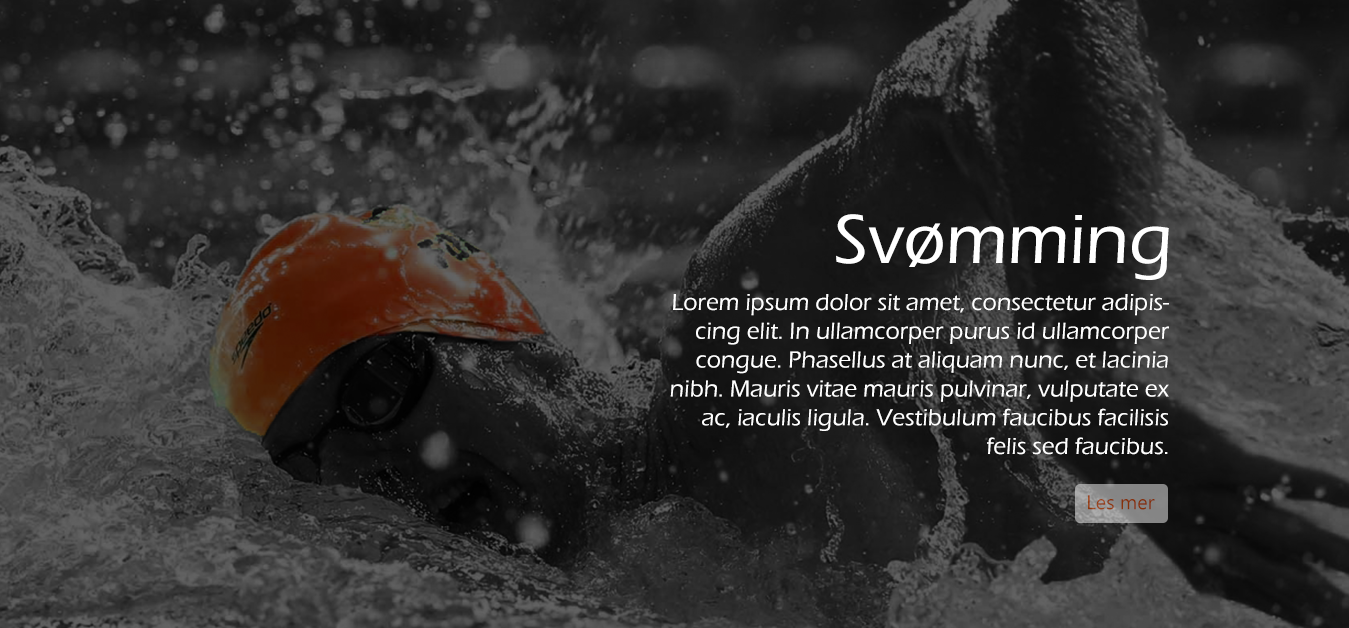 speedo
Svømming
Lorem ipsum dolor sit amet, consectetur adipis-
cing elit. In ullamcorper purus id ullamcorper
congue. Phasellus at aliquam nunc, et lacinia
nibh. Mauris vitae mauris pulvinar, vulputate ex
ac, iaculis ligula. Vestibulum faucibus facilisis
felis sed faucibus.
Les mer